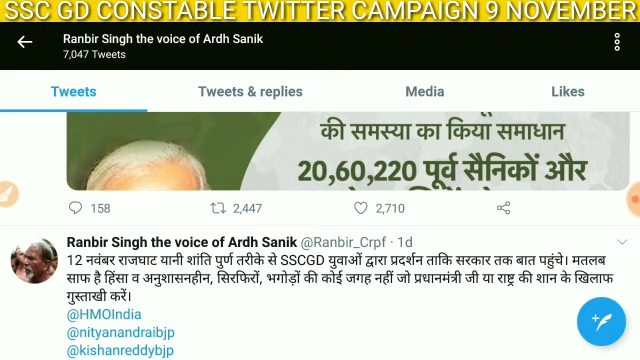 SSC GD CONSTABLE TWITTER CAMPAIGN 9 NOVEMBER
Ranbir Singh the voice of Ardh Sanik
7,047 Tweets
Tweets Tweets & replies Media Likes
की समस्या का किया समाधान
20,60,220 पूर्व सैनिकों और
158 2,447 2,710
Ranbir Singh the voice of Ardh Sanik @Ranbir_Crpf · 1d
12 नवंबर राजघाट यानी शांति पुर्ण तरीके से SSCGD युवाओं द्वारा प्रदर्शन ताकि सरकार तक बात पहुंचे। मतलब
साफ है हिंसा व अनुशासनहीन, सिरफिरों, भगोड़ों की कोई जगह नहीं जो प्रधानमंत्री जी या राष्ट्र की शान के खिलाफ
गुस्ताखी करें।
@HMOIndia
@nityanandraibjp
@kishanreddybjp